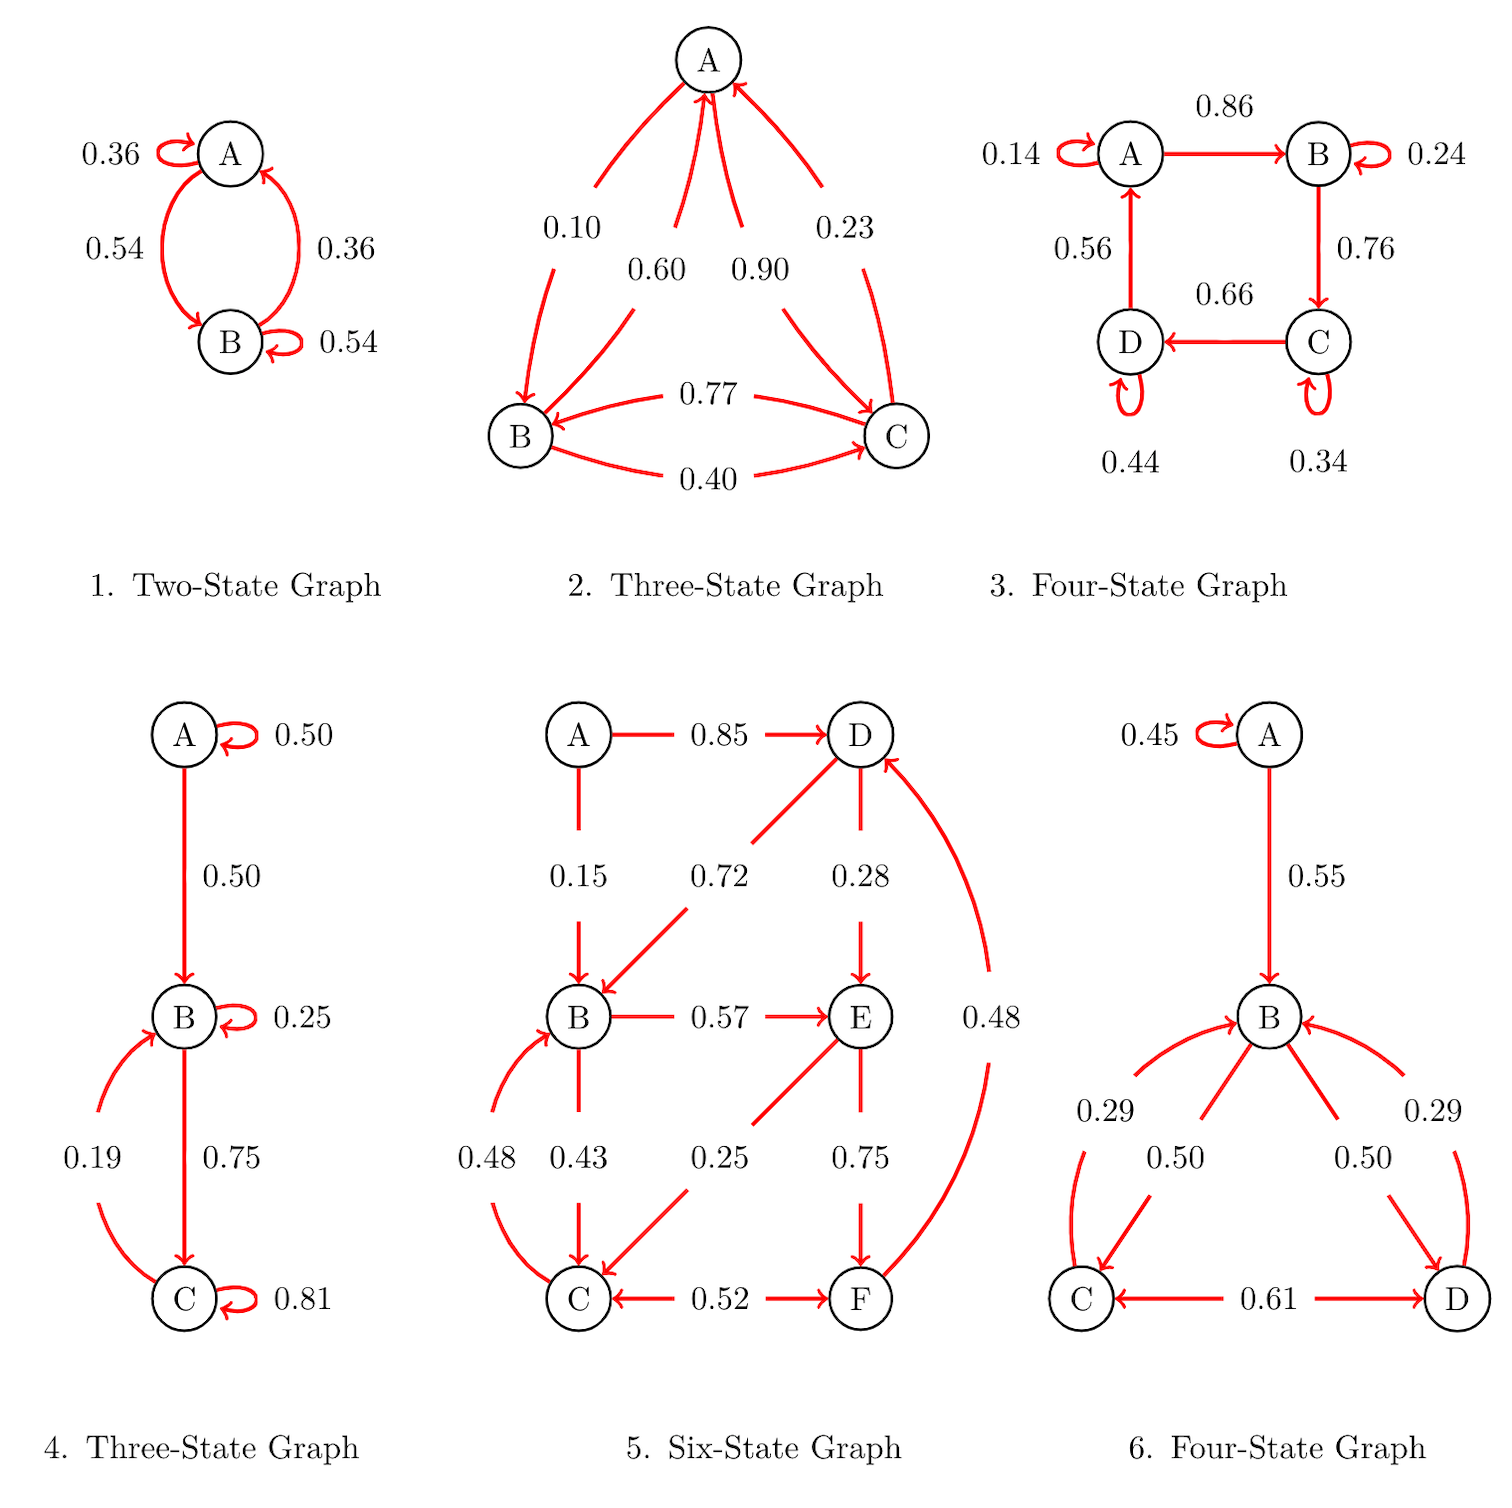 A
0.36
0.54
0.36
B
0.54
1. Two-State Graph
A
0.10
0.23
0.60
0.90
0.77
B
C
0.40
2. Three-State Graph
0.86
0.14
A
B
0.24
0.56
0.76
0.66
D
C
0.44
0.34
3. Four-State Graph
A
0.50
0.50
B
0.25
0.19
0.75
C
0.81
4. Three-State Graph
A
0.85
D
0.15
0.72
0.28
B
0.57
E
0.48
0.48
0.43
0.25
0.75
C
0.52
F
5. Six-State Graph
0.45
A
0.55
B
0.29
0.29
0.50
0.50
C
0.61
D
6. Four-State Graph